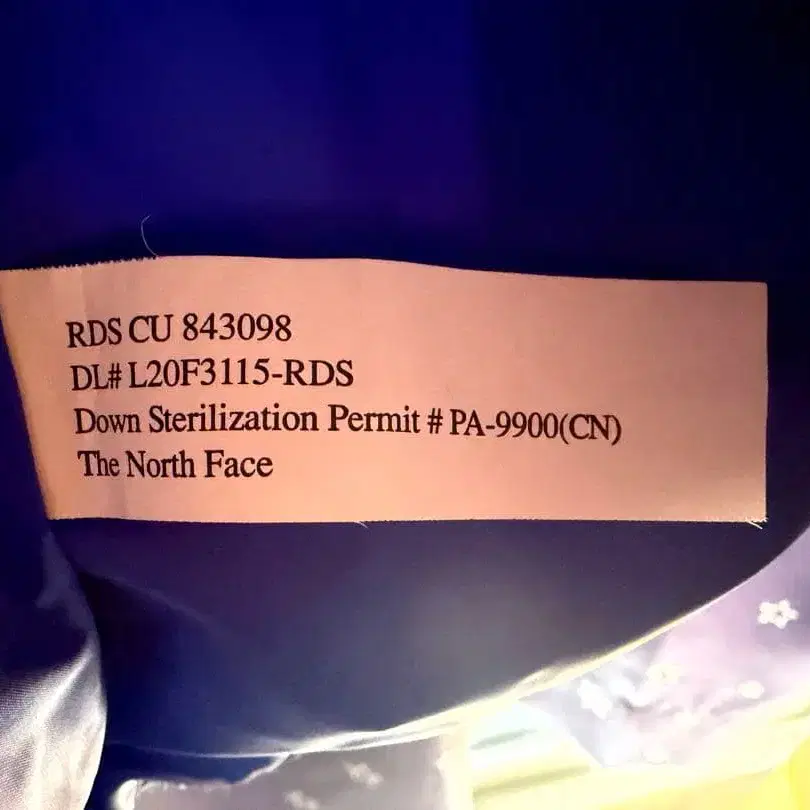 RDS CU 843098
DL# L20F3115-RDS
Down Sterilization Permit # PA-9900(CN)
The North Face